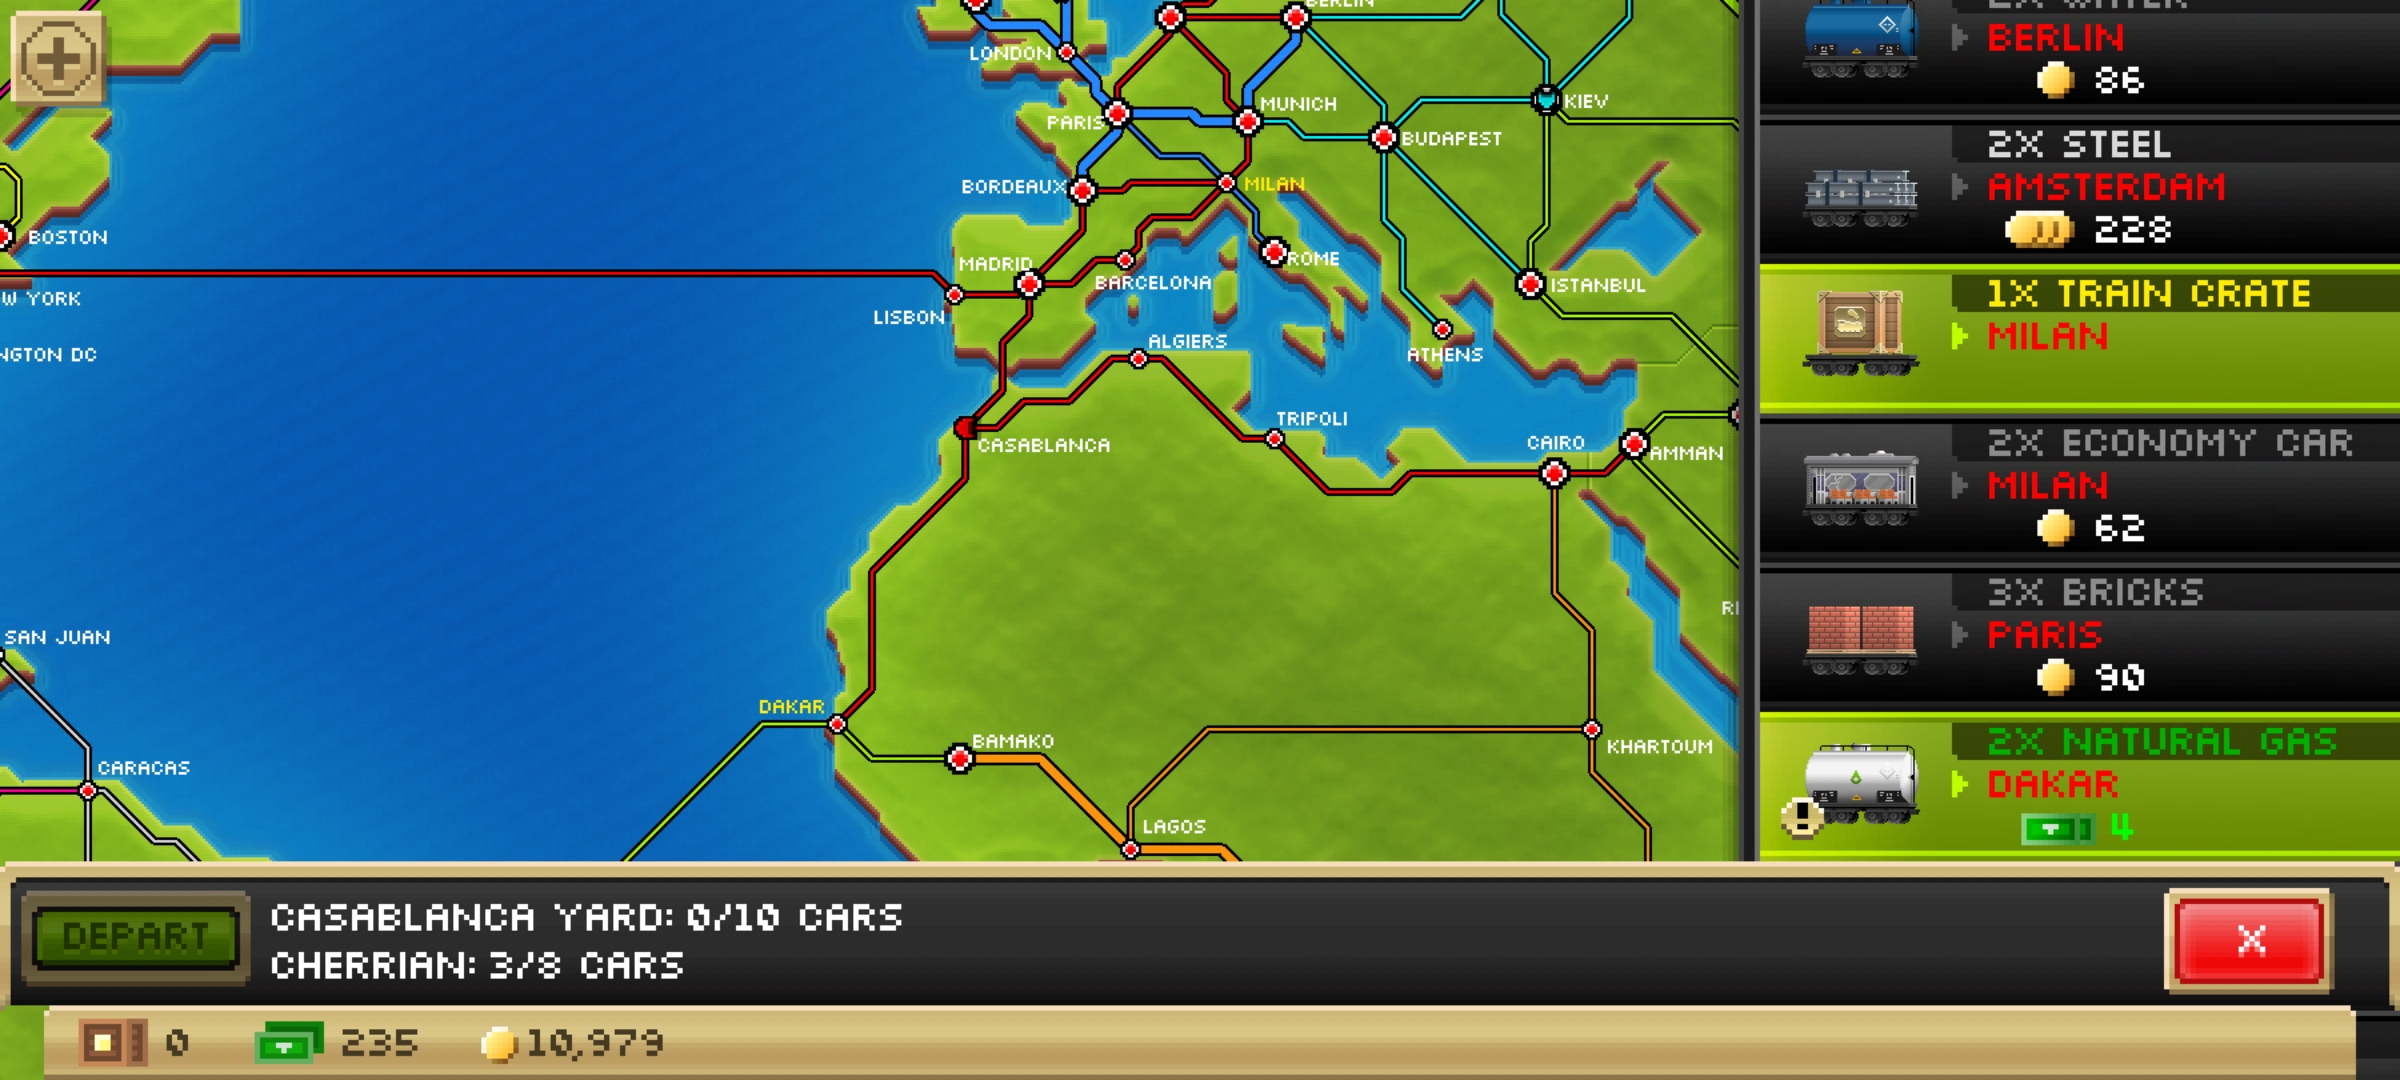 BERLIN
LONDON
PARIS
MUNICH
KIEV
BUDAPEST
BORDEAUX
MILAN
BOSTON
MADRID
ROME
BARCELONA
ISTANBUL
W YORK
LISBON
ALGIERS
ATHENS
NGTON DC
TRIPOLI
CASABLANCA
CAIRO
AMMAN
SAN JUAN
DAKAR
BAMAKO
KHARTOUM
CARACAS
LAGOS
2X WATER
BERLIN
86
2X STEEL
AMSTERDAM
228
1X TRAIN CRATE
MILAN
2X ECONOMY CAR
MILAN
62
3X BRICKS
PARIS
90
2X NATURAL GAS
DAKAR
4
DEPART
CASABLANCA YARD: 0/10 CARS
CHERRIAN: 3/8 CARS
X
0
235
10,979